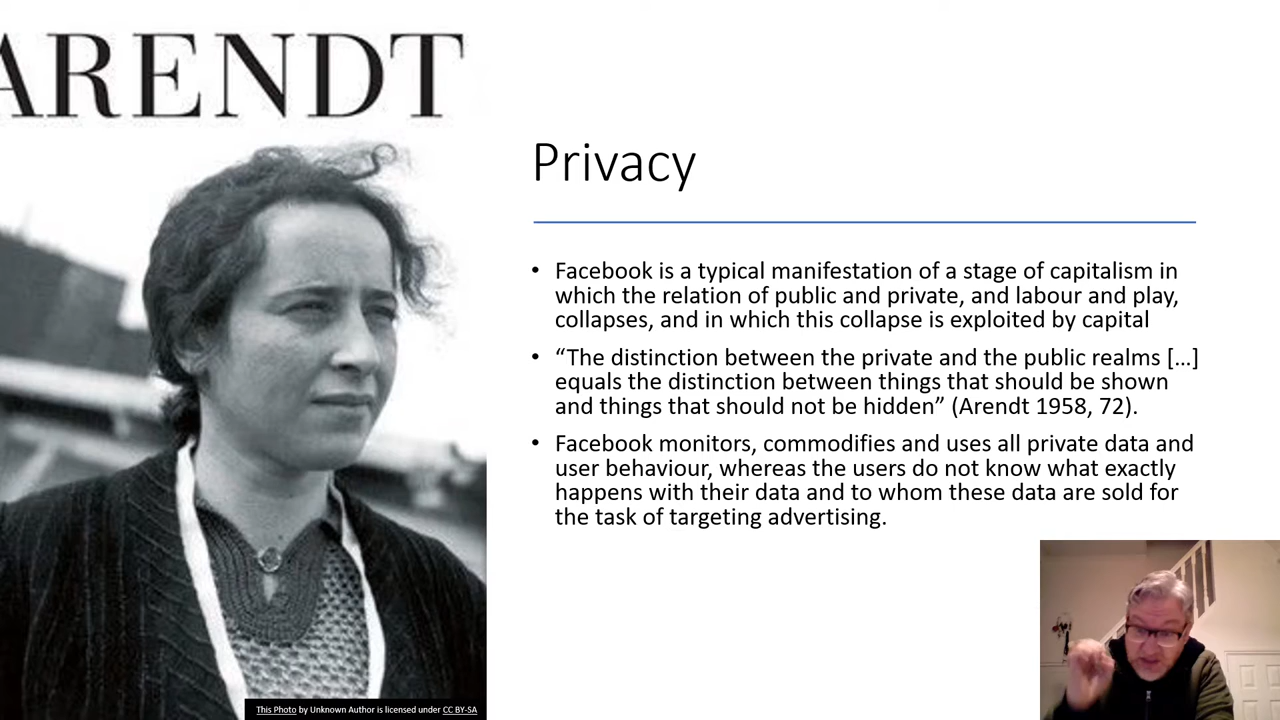 ARENDT
Privacy
• Facebook is a typical manifestation of a stage of capitalism in
which the relation of public and private, and labour and play,
collapses, and in which this collapse is exploited by capital
• “The distinction between the private and the public realms […]
equals the distinction between things that should be shown
and things that should not be hidden” (Arendt 1958, 72).
• Facebook monitors, commodifies and uses all private data and
user behaviour, whereas the users do not know what exactly
happens with their data and to whom these data are sold for
the task of targeting advertising.
This Photo by Unknown Author is licensed under CC BY-SA